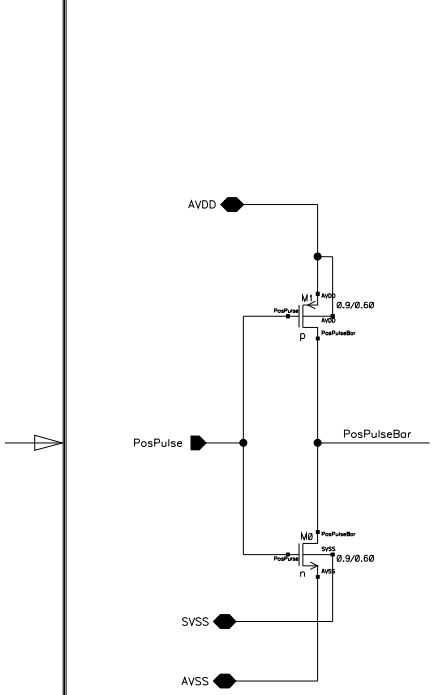 AVDD
M1
AVDD
0.9/0.60
PosPulse
AVDD
p
PosPulseBar
PosPulse
PosPulseBar
M0
PosPulseBar
SVSS
0.9/0.60
PosPulse
n
AVSS
SVSS
AVSS